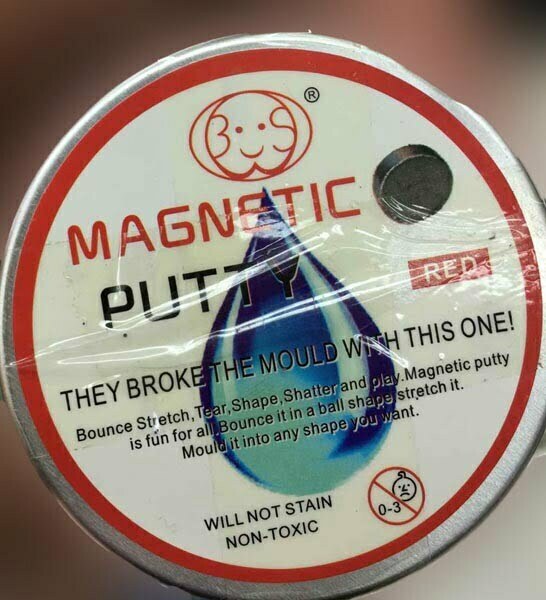 BWS ®
MAGNETIC
PUTTY
RED
THEY BROKE THE MOULD WITH THIS ONE!
Bounce Stretch,Tear,Shape,Shatter and play.Magnetic putty
is fun for all,Bounce it in a ball shape stretch it.
Mould it into any shape you want.
WILL NOT STAIN
NON-TOXIC
0-3